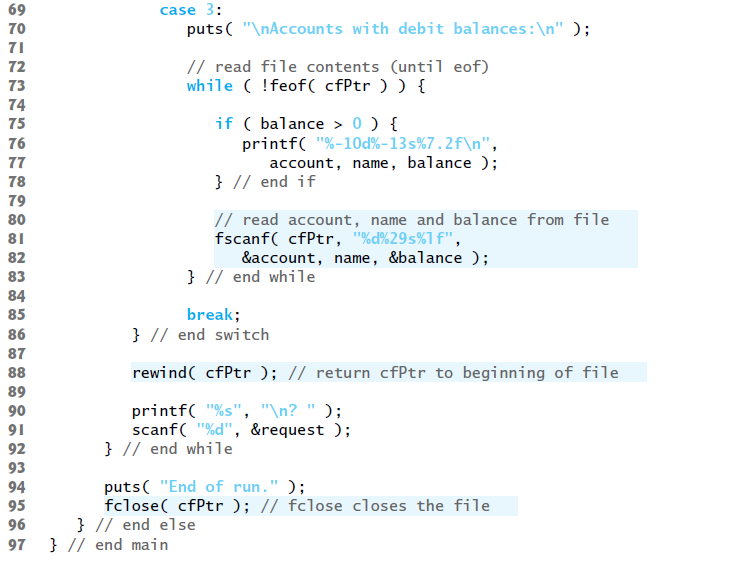 69 case 3:
70 puts( "\nAccounts with debit balances:\n" );
71
72 // read file contents (until eof)
73 while ( !feof( cfPtr ) ) {
74
75 if ( balance > 0 ) {
76 printf( "%-10d%-13s%7.2f\n",
77 account, name, balance );
78 } // end if
79
80 // read account, name and balance from file
81 fscanf( cfPtr, "%d%29s%lf",
82 &account, name, &balance );
83 } // end while
84
85 break;
86 } // end switch
87
88 rewind( cfPtr ); // return cfPtr to beginning of file
89
90 printf( "%s", "\n? " );
91 scanf( "%d", &request );
92 } // end while
93
94 puts( "End of run." );
95 fclose( cfPtr ); // fclose closes the file
96 } // end else
97 } // end main